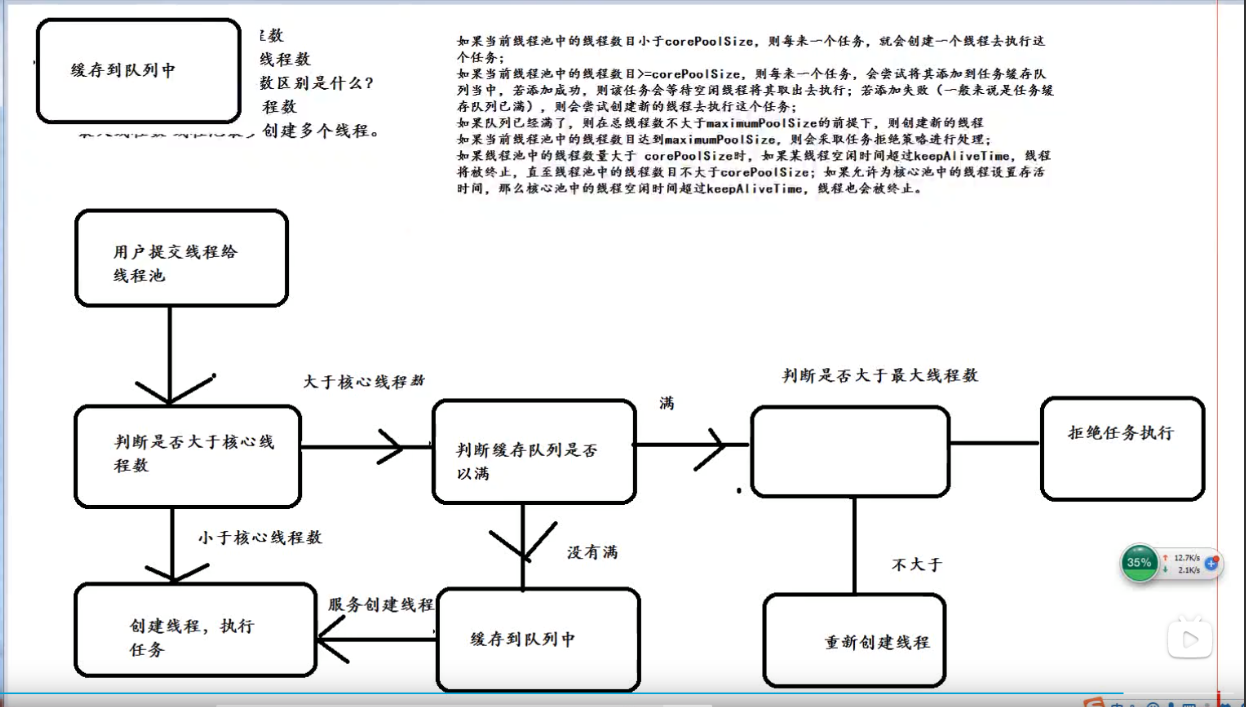 缓存到队列中
程数
线程数
数区别是什么？
程数
创建多个线程。
如果当前线程池中的线程数目小于corePoolSize，则每来一个任务，就会创建一个线程去执行这
个任务；
如果当前线程池中的线程数目>=corePoolSize，则每来一个任务，会尝试将其添加到任务缓存队
列当中，若添加成功，则该任务会等待空闲线程将其取出去执行；若添加失败（一般来说是任务缓
存队列已满），则会尝试创建新的线程去执行这个任务；
如果队列已经满了，则在总线程数不大于maximumPoolSize的前提下，则创建新的线程
如果当前线程池中的线程数目达到maximumPoolSize，则会采取任务拒绝策略进行处理；
如果线程池中的线程数量大于 corePoolSize时，如果某线程空闲时间超过keepAliveTime，线程
将被终止，直至线程池中的线程数目不大于corePoolSize；如果允许为核心池中的线程设置存活
时间，那么核心池中的线程空闲时间超过keepAliveTime，线程也会被终止。
用户提交线程给
线程池
大于核心线程数
满
判断是否大于最大线程数
判断是否大于核心线
程数
判断缓存队列是否
以满
拒绝任务执行
小于核心线程数
没有满
不大于
35%
12.7K/s
2.1K/s
服务创建线程
创建线程，执行
任务
缓存到队列中
重新创建线程